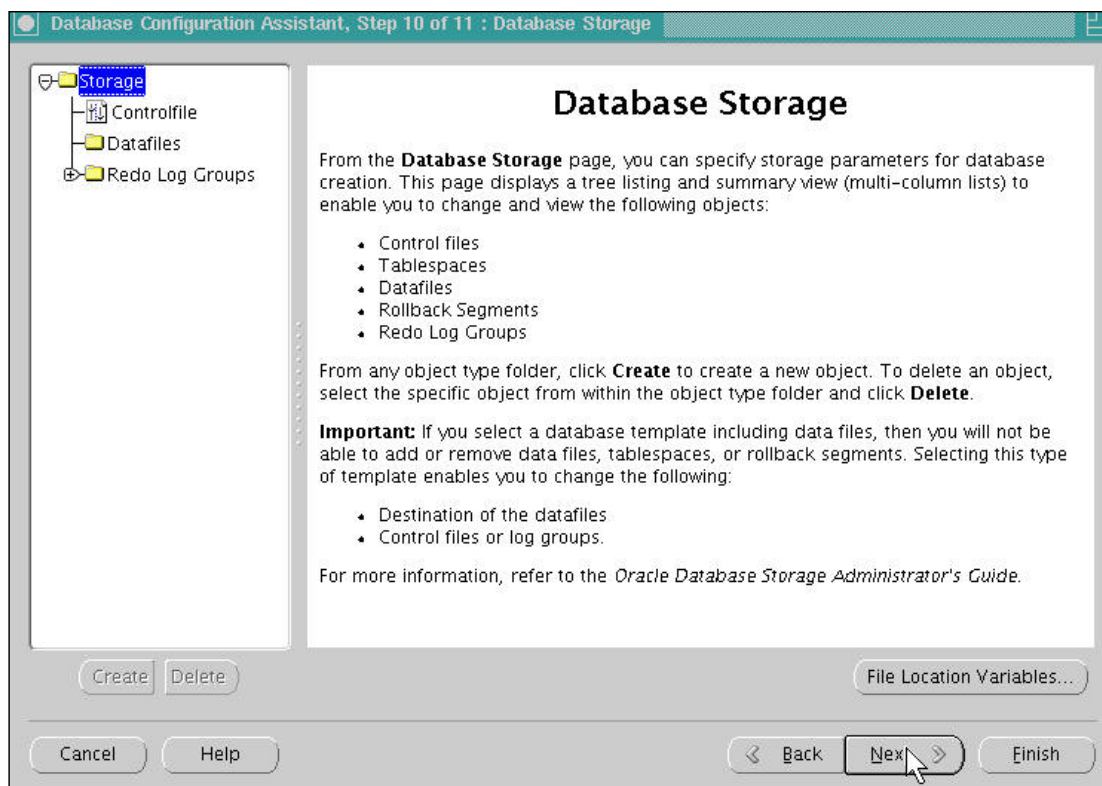 Database Configuration Assistant, Step 10 of 11 : Database Storage
Storage
Controlfile
Datafiles
Redo Log Groups
Database Storage
From the Database Storage page, you can specify storage parameters for database
creation. This page displays a tree listing and summary view (multi-column lists) to
enable you to change and view the following objects:
• Control files
• Tablespaces
• Datafiles
• Rollback Segments
• Redo Log Groups
From any object type folder, click Create to create a new object. To delete an object,
select the specific object from within the object type folder and click Delete.
Important: If you select a database template including data files, then you will not be
able to add or remove data files, tablespaces, or rollback segments. Selecting this type
of template enables you to change the following:
• Destination of the datafiles
• Control files or log groups.
For more information, refer to the Oracle Database Storage Administrator's Guide.
Create Delete
File Location Variables...
Cancel Help
Back Next Finish